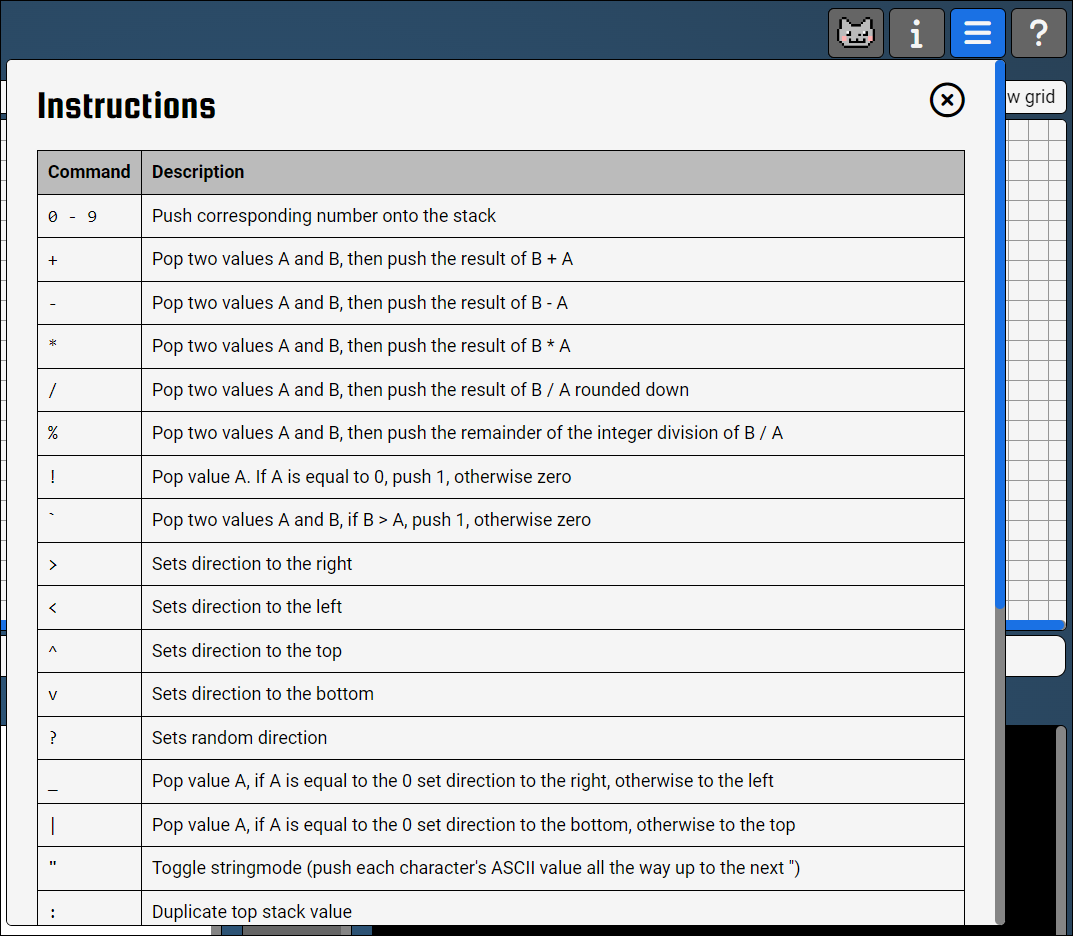 i
?
w grid
Instructions
Command Description
0 - 9 Push corresponding number onto the stack
+ Pop two values A and B, then push the result of B + A
- Pop two values A and B, then push the result of B - A
* Pop two values A and B, then push the result of B * A
/ Pop two values A and B, then push the result of B / A rounded down
% Pop two values A and B, then push the remainder of the integer division of B / A
! Pop value A. If A is equal to 0, push 1, otherwise zero
` Pop two values A and B, if B > A, push 1, otherwise zero
> Sets direction to the right
< Sets direction to the left
^ Sets direction to the top
v Sets direction to the bottom
? Sets random direction
_ Pop value A, if A is equal to the 0 set direction to the right, otherwise to the left
| Pop value A, if A is equal to the 0 set direction to the bottom, otherwise to the top
" Toggle stringmode (push each character's ASCII value all the way up to the next ")
: Duplicate top stack value